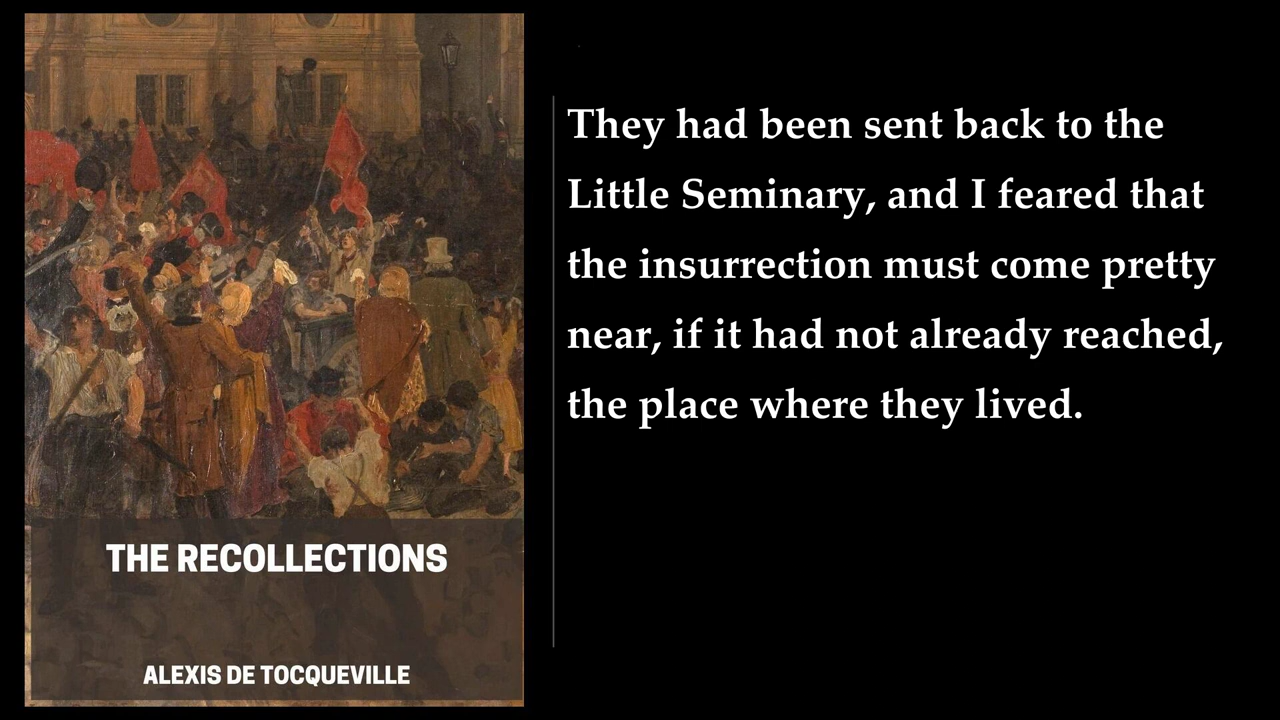 They had been sent back to the
Little Seminary, and I feared that
the insurrection must come pretty
near, if it had not already reached,
the place where they lived.
THE RECOLLECTIONS
ALEXIS DE TOCQUEVILLE